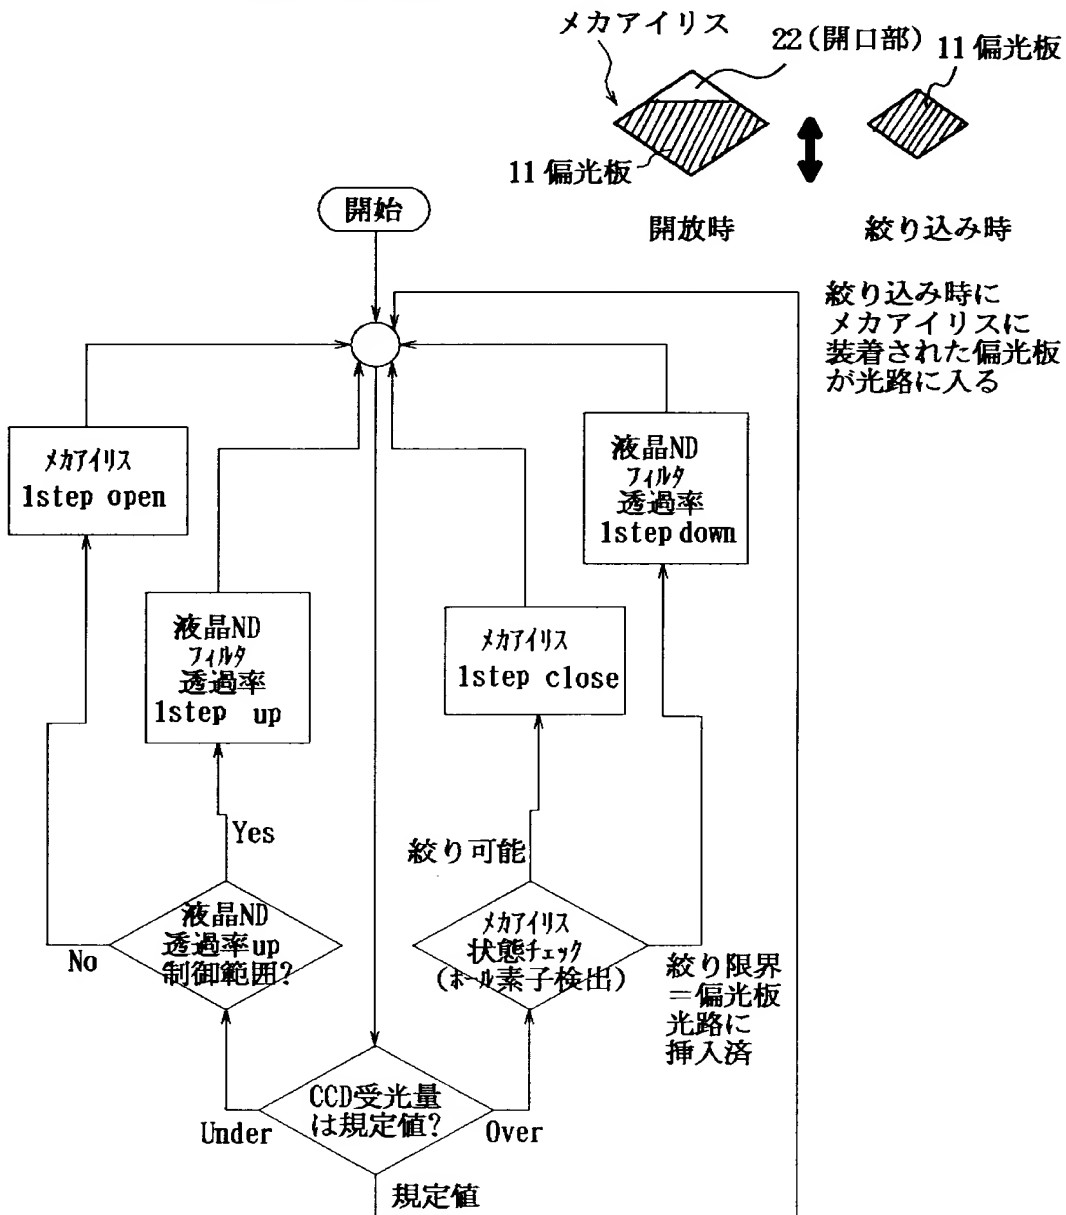 メカアイリス
22(開口部)
11偏光板
11偏光板
開放時
絞り込み時
絞り込み時に
メカアイリスに
装着された偏光板
が光路に入る
開始
メカアイリス
1step open
液晶ND
フィルタ
透過率
1step up
メカアイリス
1step close
液晶ND
フィルタ
透過率
1step down
Yes
No
液晶ND
透過率up
制御範囲?
絞り可能
メカアイリス
状態チェック
(ホール素子検出)
絞り限界
=偏光板
光路に
挿入済
CCD受光量
は規定値?
Under
Over
規定値